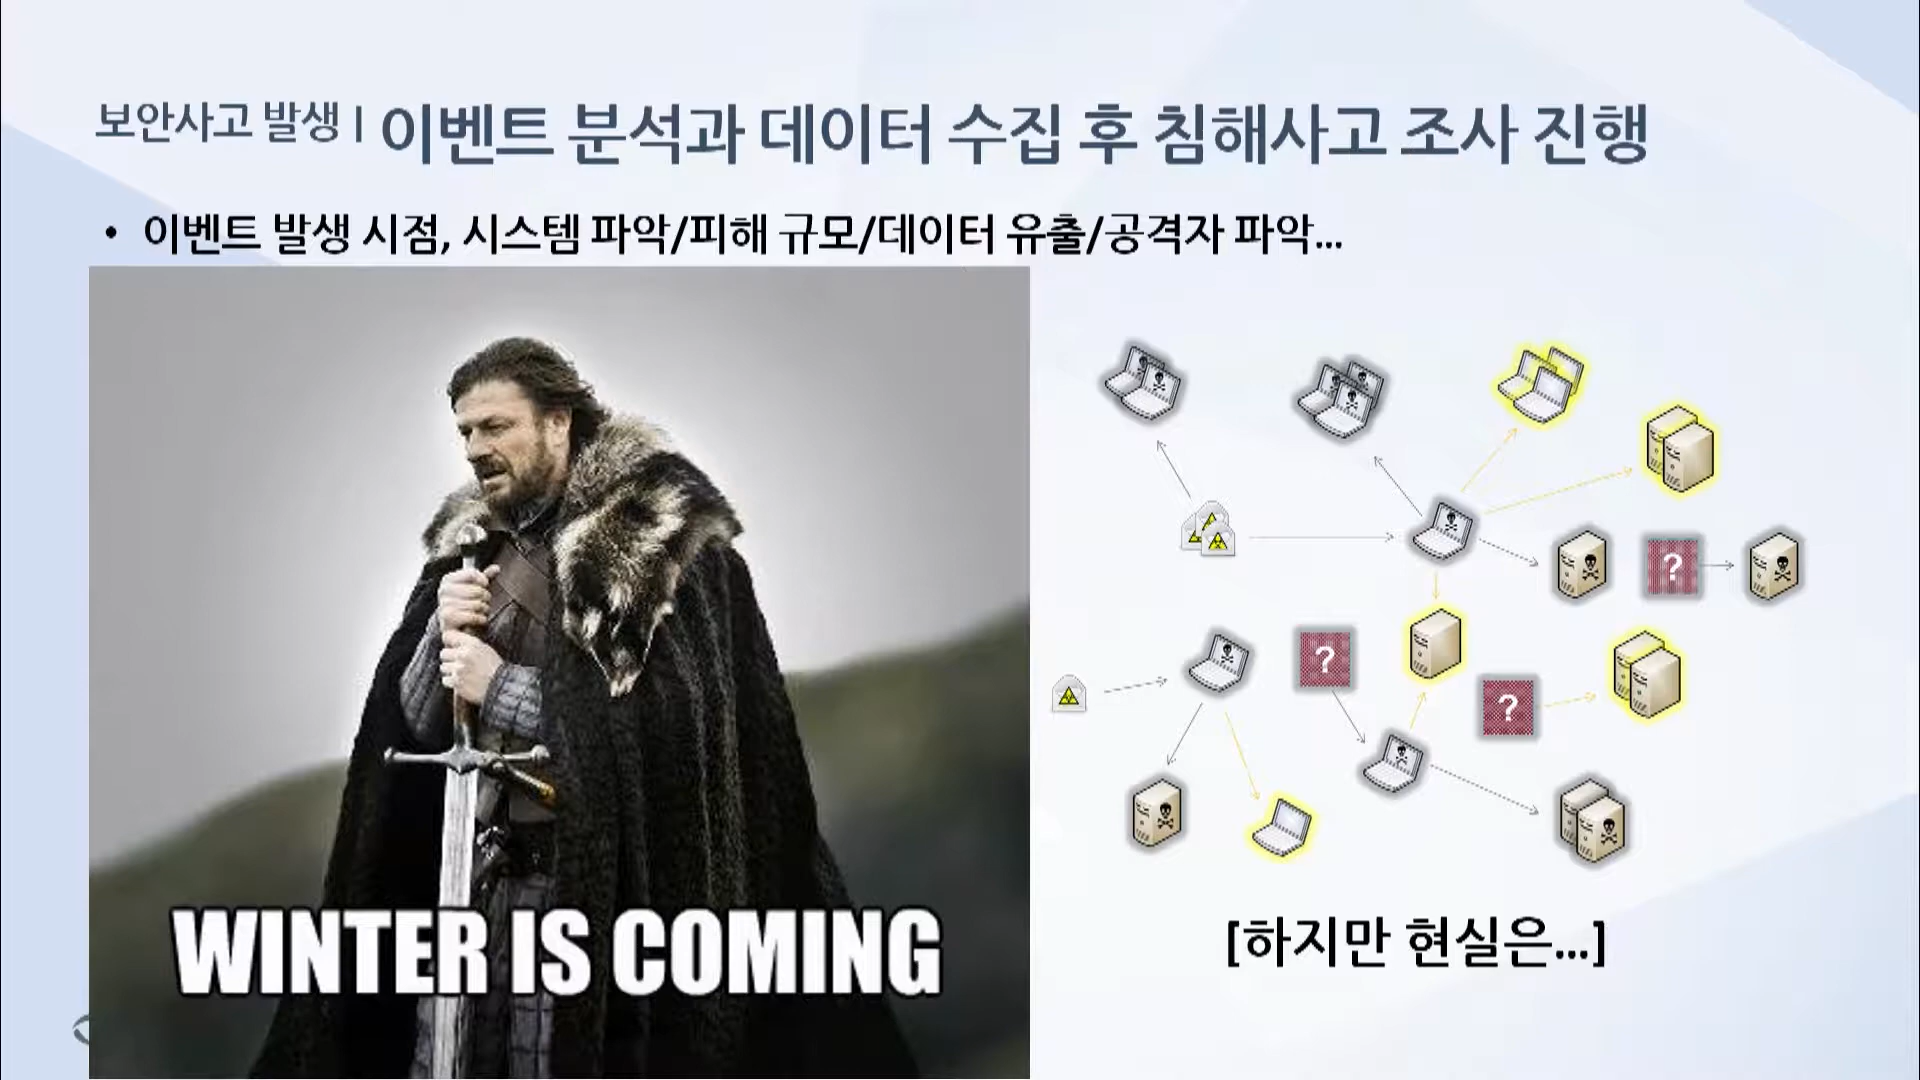 보안사고 발생 | 이벤트 분석과 데이터 수집 후 침해사고 조사 진행
• 이벤트 발생 시점, 시스템 파악/피해 규모/데이터 유출/공격자 파악...
WINTER IS COMING
?
?
?
[하지만 현실은...]